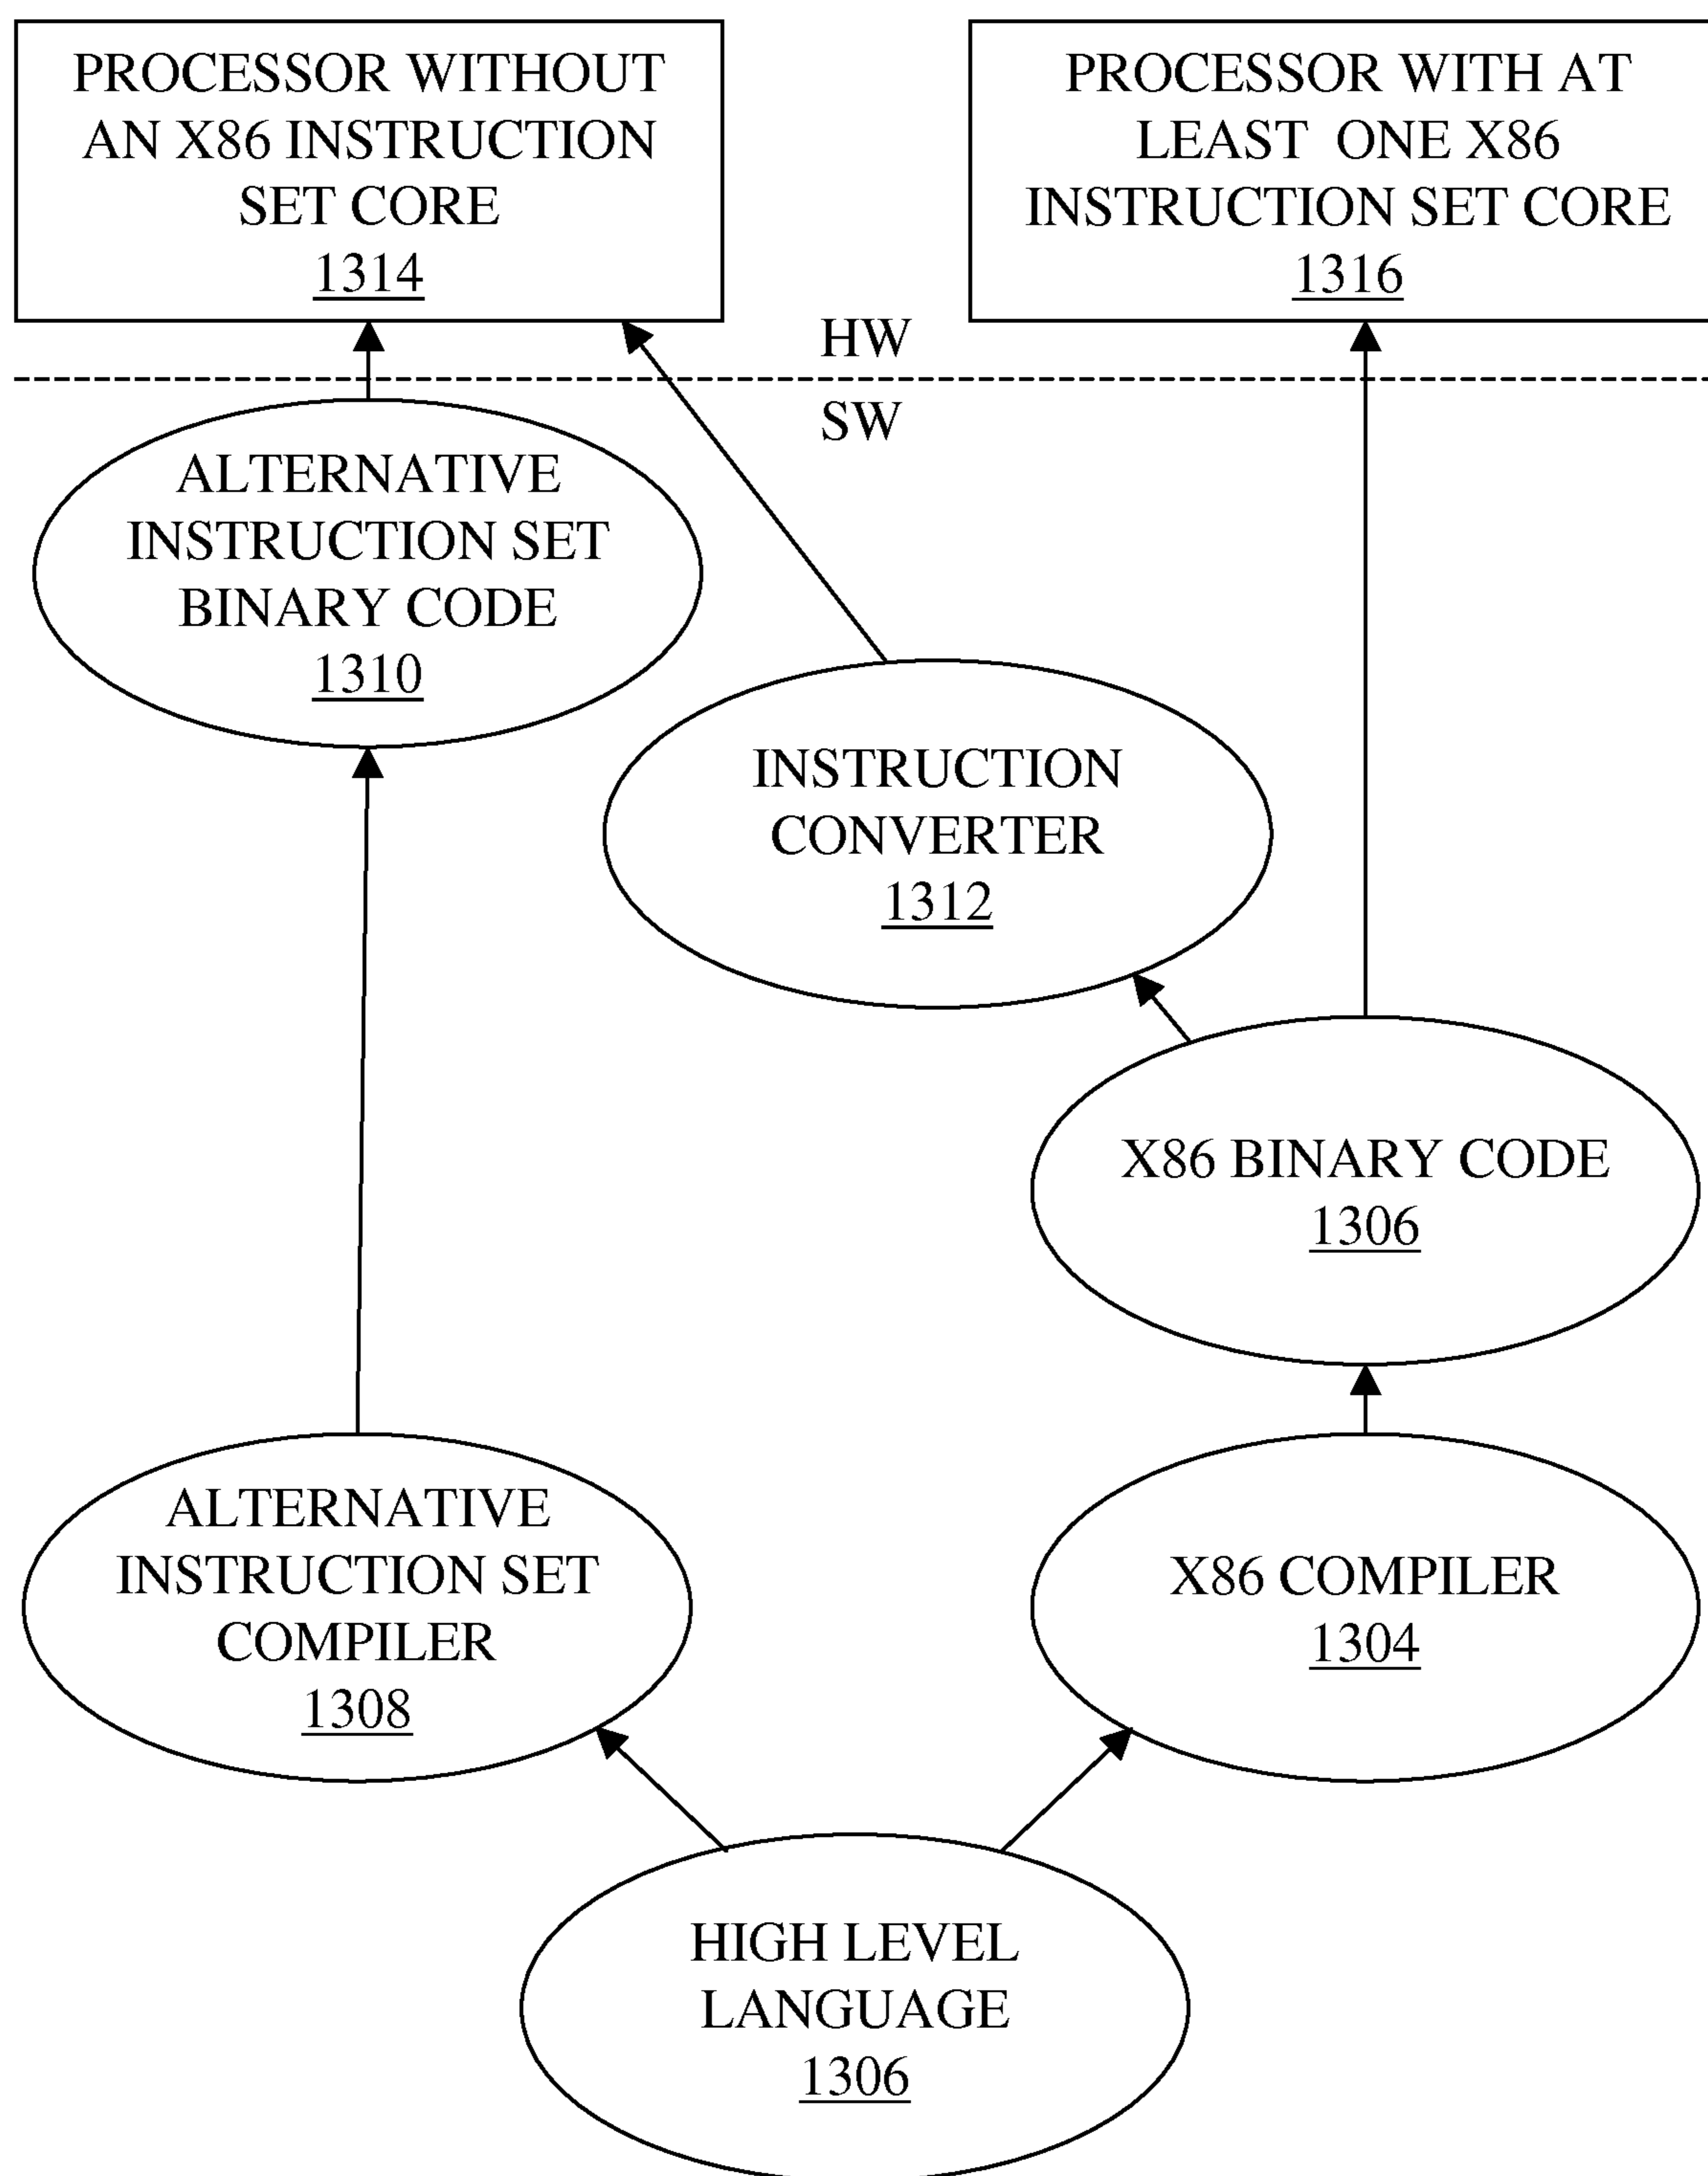 PROCESSOR WITHOUT
AN X86 INSTRUCTION
SET CORE
1314
PROCESSOR WITH AT
LEAST ONE X86
INSTRUCTION SET CORE
1316
HW
SW
ALTERNATIVE
INSTRUCTION SET
BINARY CODE
1310
INSTRUCTION
CONVERTER
1312
X86 BINARY CODE
1306
ALTERNATIVE
INSTRUCTION SET
COMPILER
1308
X86 COMPILER
1304
HIGH LEVEL
LANGUAGE
1306